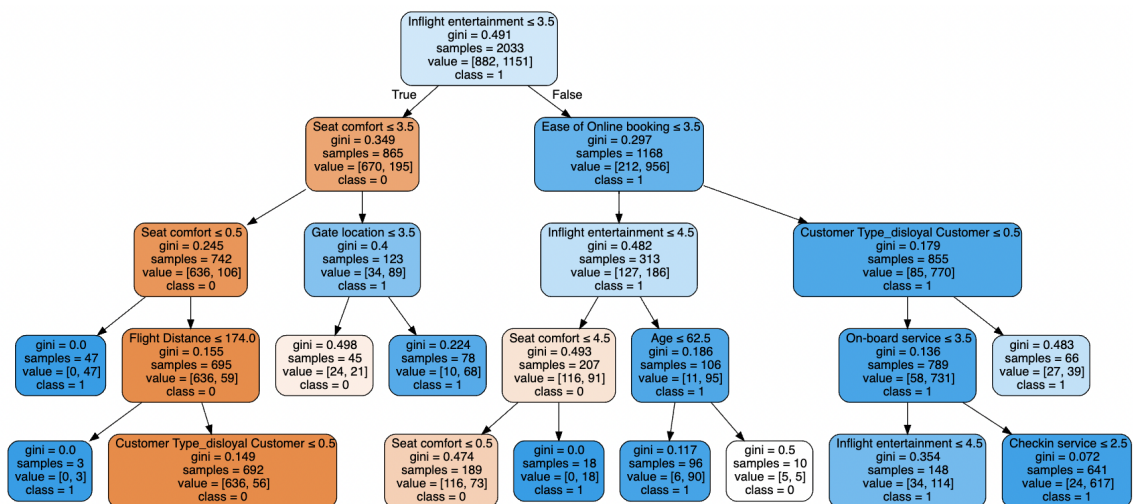 Inflight entertainment ≤ 3.5
gini = 0.491
samples = 2033
value = [882, 1151]
class = 1
True
False
Seat comfort ≤ 3.5
gini = 0.349
samples = 865
value = [670, 195]
class = 0
Ease of Online booking ≤ 3.5
gini = 0.297
samples = 1168
value = [212, 956]
class = 1
Seat comfort ≤ 0.5
gini = 0.245
samples = 742
value = [636, 106]
class = 0
Gate location ≤ 3.5
gini = 0.4
samples = 123
value = [34, 89]
class = 1
Inflight entertainment ≤ 4.5
gini = 0.482
samples = 313
value = [127, 186]
class = 1
Customer Type_disloyal Customer ≤ 0.5
gini = 0.179
samples = 855
value = [85, 770]
class = 1
gini = 0.0
samples = 47
value = [0, 47]
class = 1
Flight Distance ≤ 174.0
gini = 0.155
samples = 695
value = [636, 59]
class = 0
gini = 0.498
samples = 45
value = [24, 21]
class = 0
gini = 0.224
samples = 78
value = [10, 68]
class = 1
Seat comfort ≤ 4.5
gini = 0.493
samples = 207
value = [116, 91]
class = 0
Age ≤ 62.5
gini = 0.186
samples = 106
value = [11, 95]
class = 1
On-board service ≤ 3.5
gini = 0.136
samples = 789
value = [58, 731]
class = 1
gini = 0.483
samples = 66
value = [27, 39]
class = 1
gini = 0.0
samples = 3
value = [0, 3]
class = 1
Customer Type_disloyal Customer ≤ 0.5
gini = 0.149
samples = 692
value = [636, 56]
class = 0
Seat comfort ≤ 0.5
gini = 0.474
samples = 189
value = [116, 73]
class = 0
gini = 0.0
samples = 18
value = [0, 18]
class = 1
gini = 0.117
samples = 96
value = [6, 90]
class = 1
gini = 0.5
samples = 10
value = [5, 5]
class = 0
Inflight entertainment ≤ 4.5
gini = 0.354
samples = 148
value = [34, 114]
class = 1
Checkin service ≤ 2.5
gini = 0.072
samples = 641
value = [24, 617]
class = 1